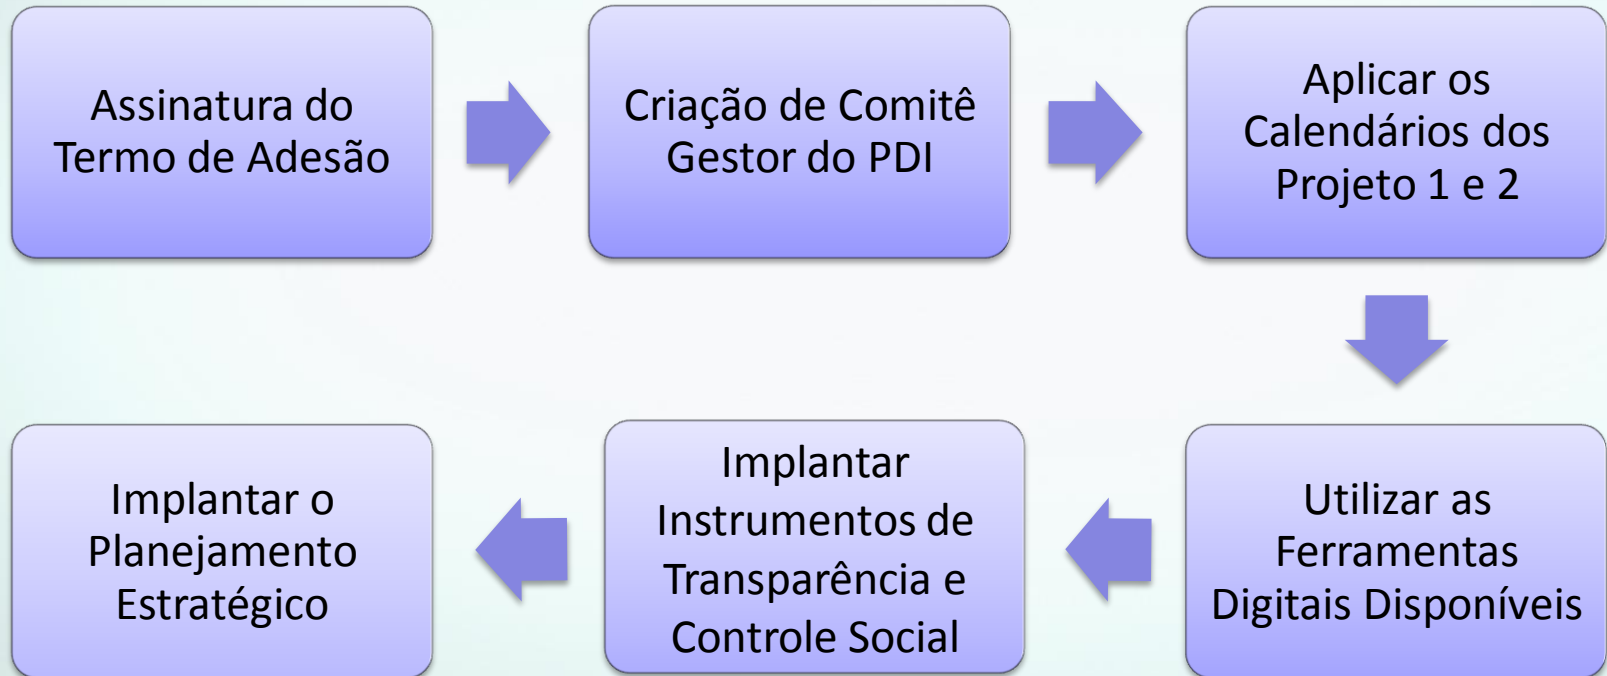 Assinatura do
Termo de Adesão
Criação de Comitê
Gestor do PDI
Aplicar os
Calendários dos
Projeto 1 e 2
Utilizar as
Ferramentas
Digitais Disponíveis
Implantar
Instrumentos de
Transparência e
Controle Social
Implantar o
Planejamento
Estratégico